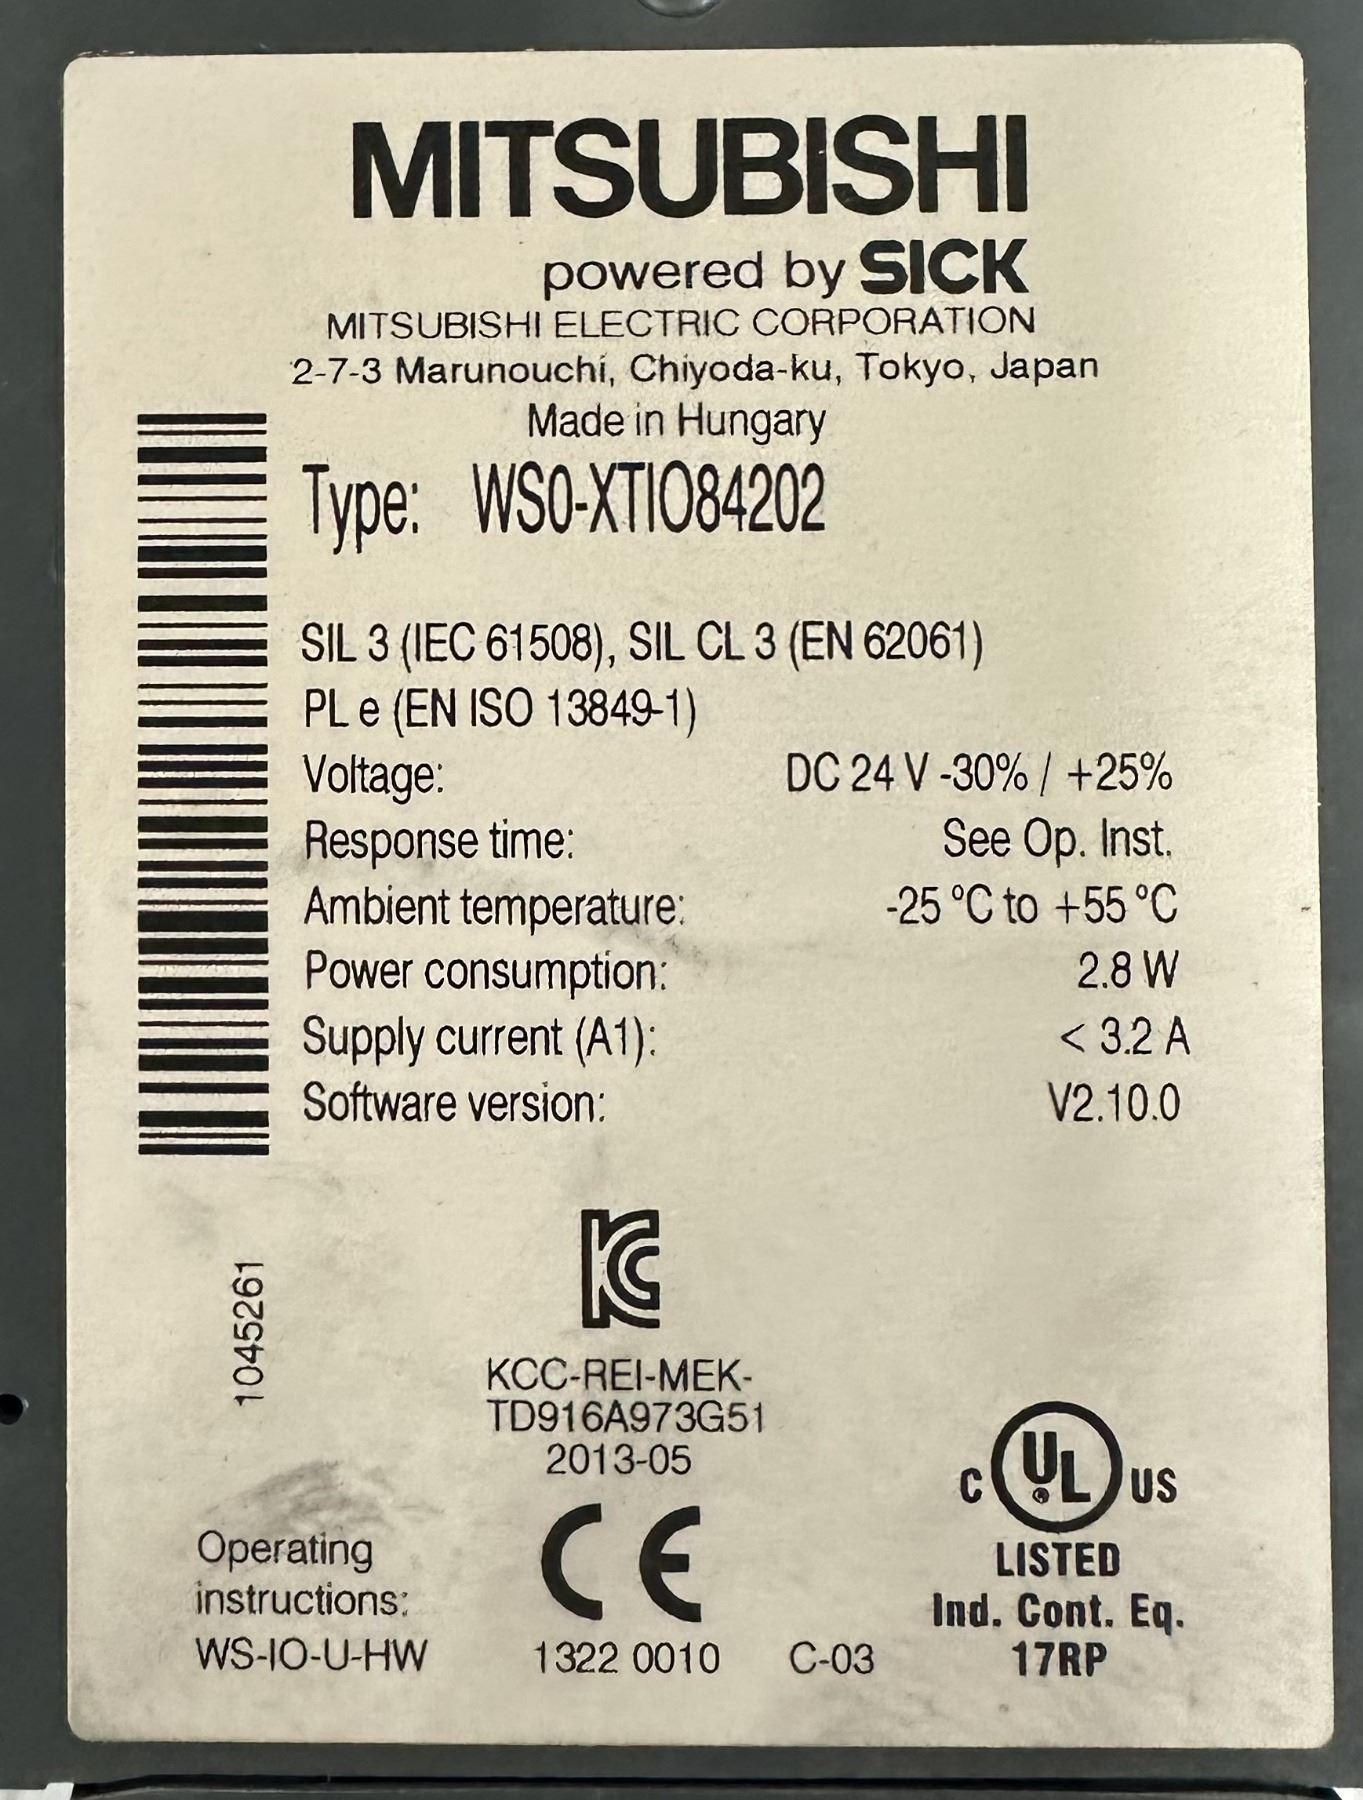 MITSUBISHI
powered by SICK
MITSUBISHI ELECTRIC CORPORATION
2-7-3 Marunouchi, Chiyoda-ku, Tokyo, Japan
Made in Hungary
Type: WS0-XTIO84202
SIL 3 (IEC 61508), SIL CL 3 (EN 62061)
PL e (EN ISO 13849-1)
Voltage: DC 24 V -30% / +25%
Response time: See Op. Inst.
Ambient temperature: -25 °C to +55 °C
Power consumption: 2.8 W
Supply current (A1): < 3.2 A
Software version: V2.10.0
1045261
KC
KCC-REI-MEK-
TD916A973G51
2013-05
CE
C UL US
LISTED
Ind. Cont. Eq.
17RP
Operating
instructions:
WS-IO-U-HW
1322 0010 C-03